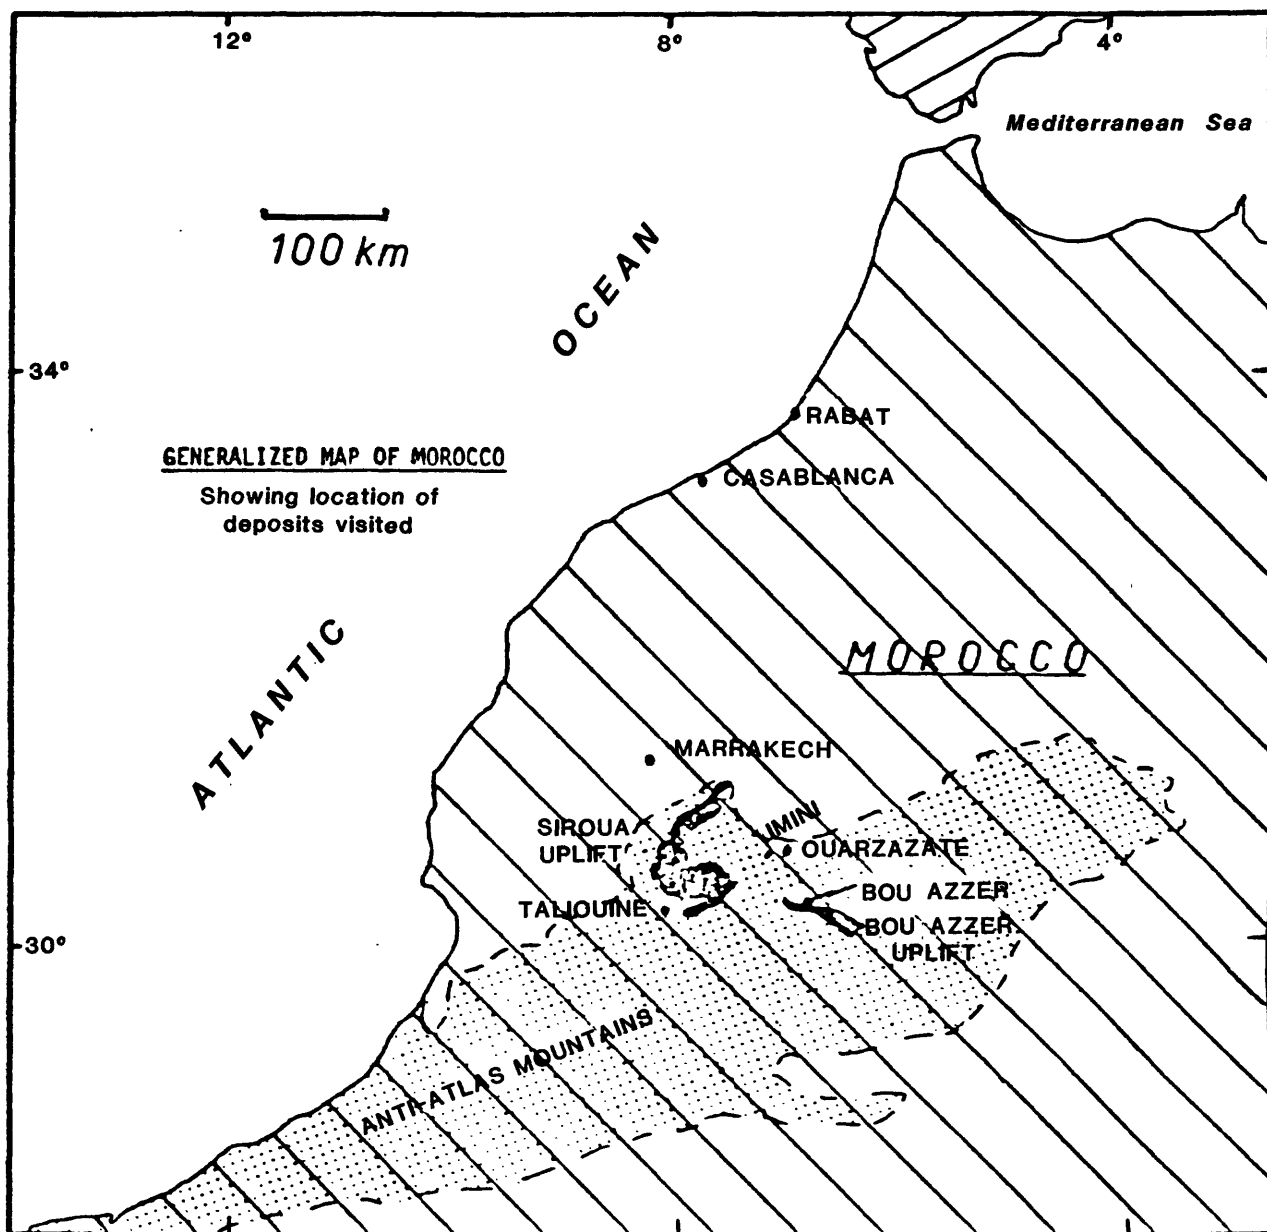 12°
8°
4°
Mediterranean Sea
100 km
OCEAN
34°
RABAT
GENERALIZED MAP OF MOROCCO
CASABLANCA
Showing location of
deposits visited
ATLANTIC
MOROCCO
MARRAKECH
IMINI
SIROUA
UPLIFT
OUARZAZATE
BOU AZZER
TALIOUINE
BOU AZZER
UPLIFT
30°
ANTI-ATLAS MOUNTAINS